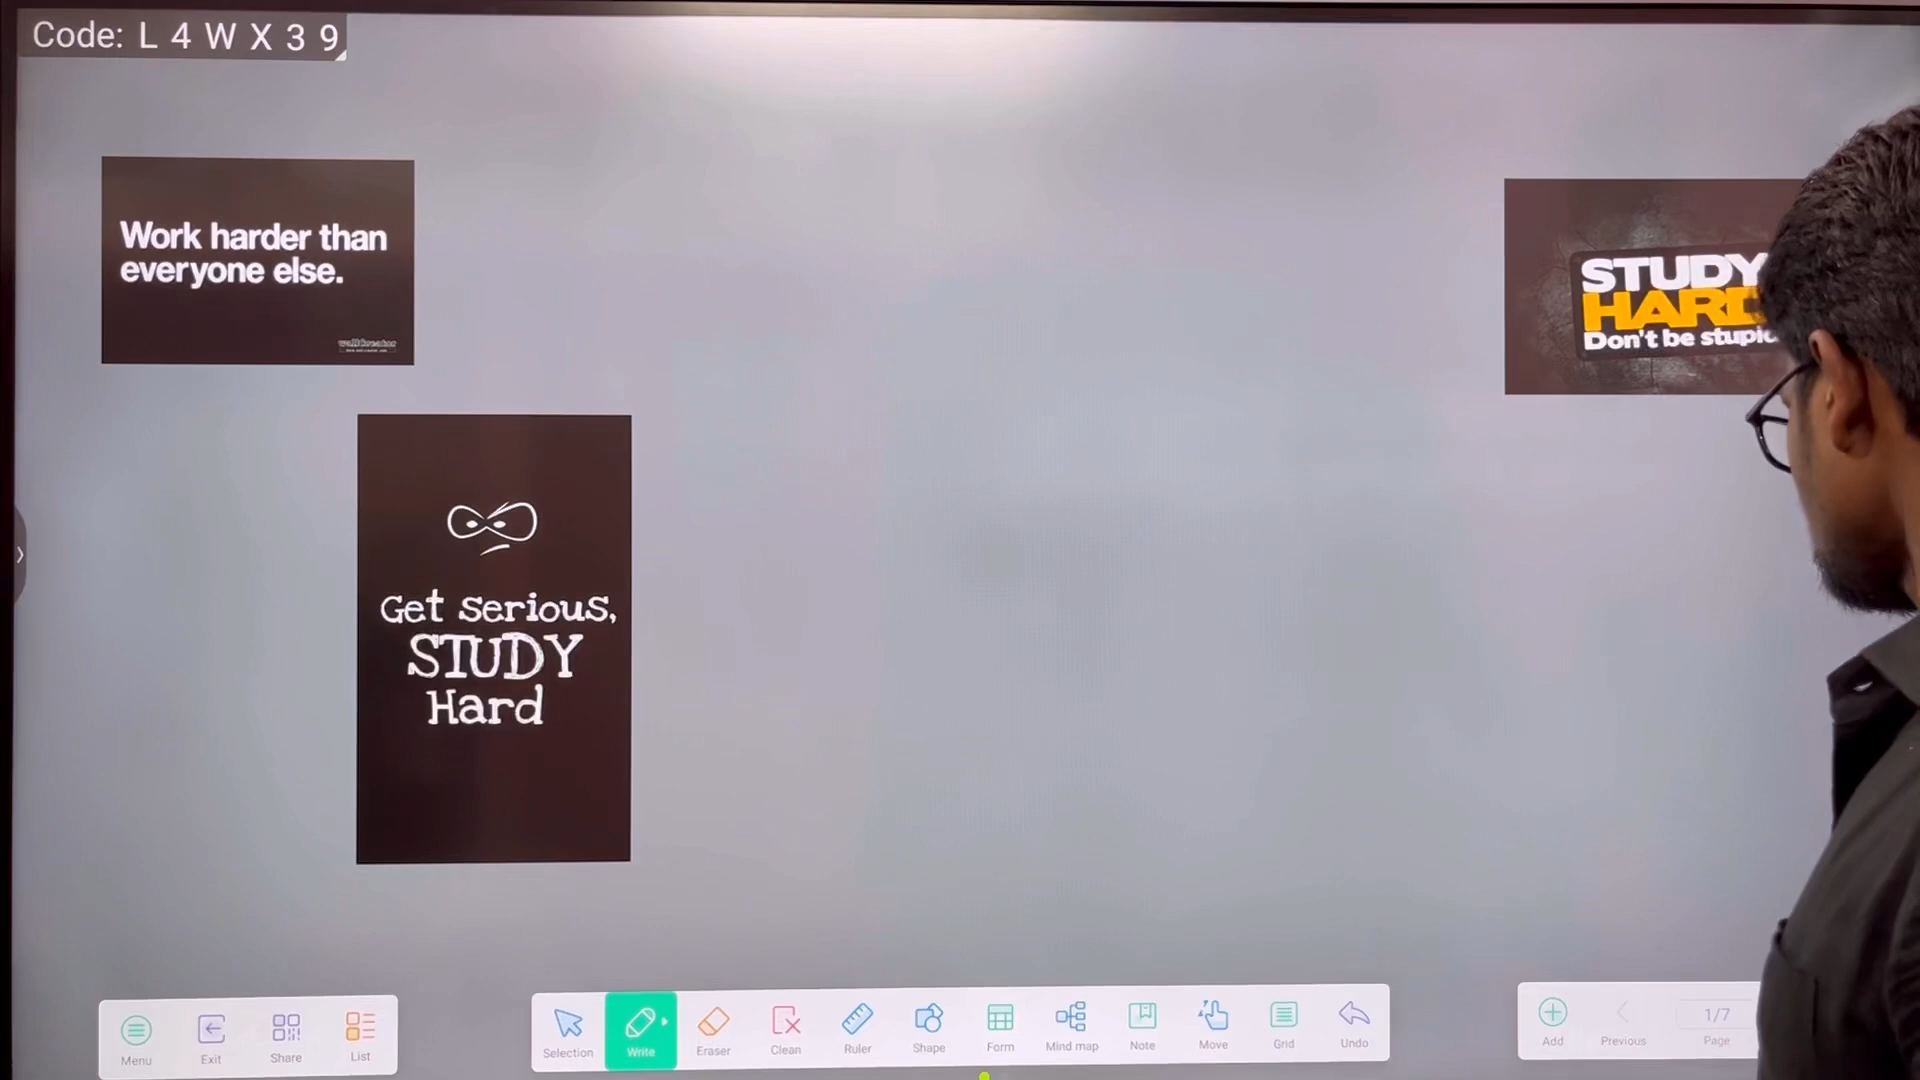 Code: L 4 W X 3 9
Work harder than
everyone else.
STUDY
HARD
Don't be stupid
Get serious,
STUDY
Hard
Menu
Exit
Share
List
Selection
Write
Eraser
Clean
Ruler
Shape
Form
Mind map
Note
Move
Grid
Undo
Add
Previous
1/7
Page